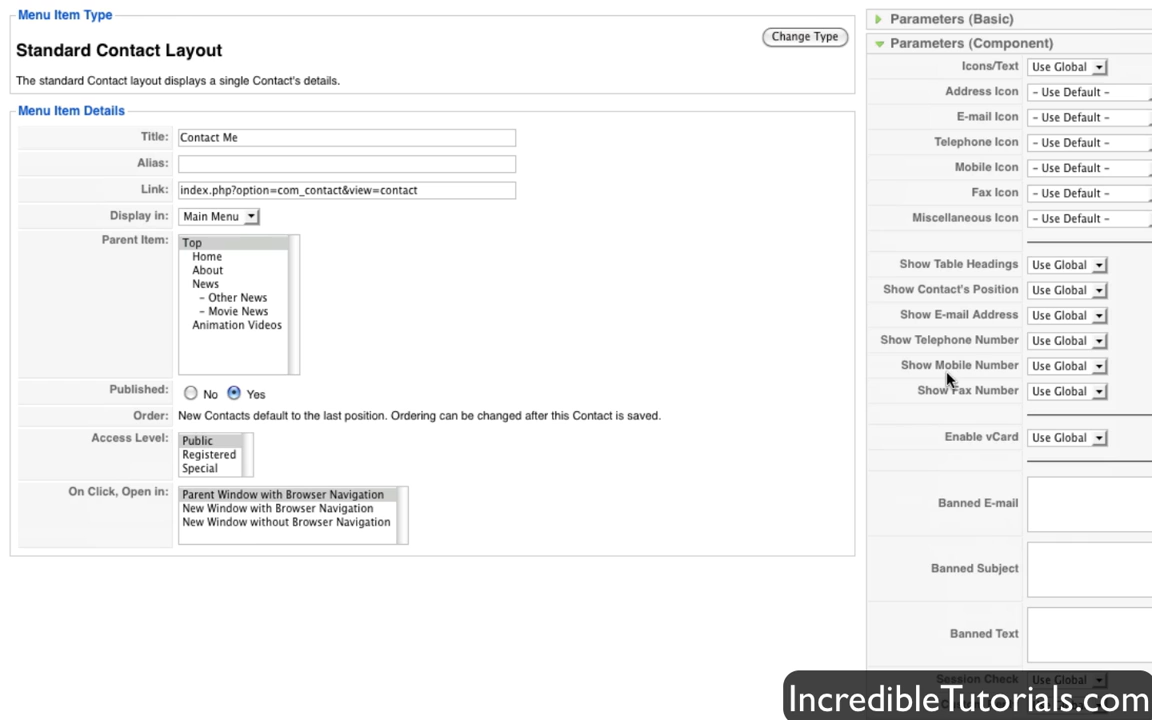 Menu Item Type
Standard Contact Layout
Change Type
The standard Contact layout displays a single Contact's details.
Menu Item Details
Title: Contact Me
Alias:
Link: index.php?option=com_contact&view=contact
Display in: Main Menu
Parent Item: Top
Home
About
News
- Other News
- Movie News
Animation Videos
Published: No Yes
Order: New Contacts default to the last position. Ordering can be changed after this Contact is saved.
Access Level: Public
Registered
Special
On Click, Open in: Parent Window with Browser Navigation
New Window with Browser Navigation
New Window without Browser Navigation
Parameters (Basic)
Parameters (Component)
Icons/Text Use Global
Address Icon - Use Default -
E-mail Icon - Use Default -
Telephone Icon - Use Default -
Mobile Icon - Use Default -
Fax Icon - Use Default -
Miscellaneous Icon - Use Default -
Show Table Headings Use Global
Show Contact's Position Use Global
Show E-mail Address Use Global
Show Telephone Number Use Global
Show Mobile Number Use Global
Show Fax Number Use Global
Enable vCard Use Global
Banned E-mail
Banned Subject
Banned Text
Session Check Use Global
IncredibleTutorials.com